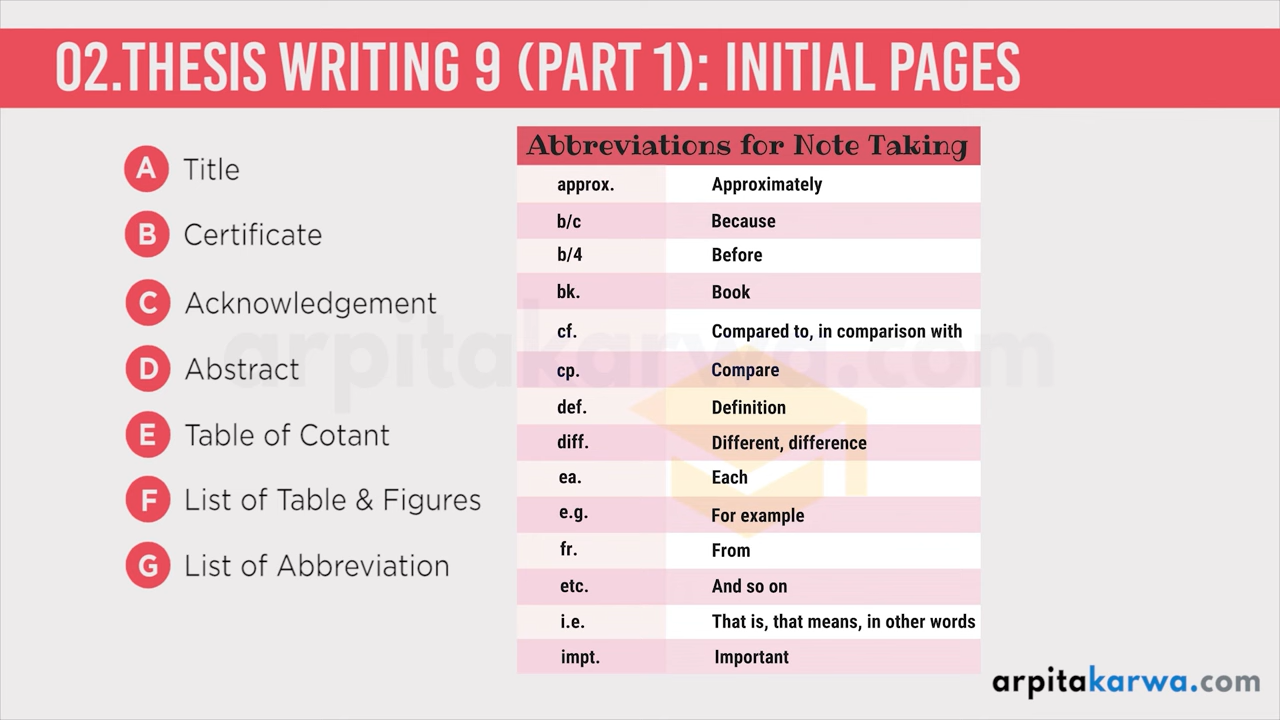 02.THESIS WRITING 9 (PART 1): INITIAL PAGES
A Title
B Certificate
C Acknowledgement
D Abstract
E Table of Cotant
F List of Table & Figures
G List of Abbreviation
Abbreviations for Note Taking
approx. Approximately
b/c Because
b/4 Before
bk. Book
cf. Compared to, in comparison with
cp. Compare
def. Definition
diff. Different, difference
ea. Each
e.g. For example
fr. From
etc. And so on
i.e. That is, that means, in other words
impt. Important
arpitakarwa.com
arpitakarwa.com